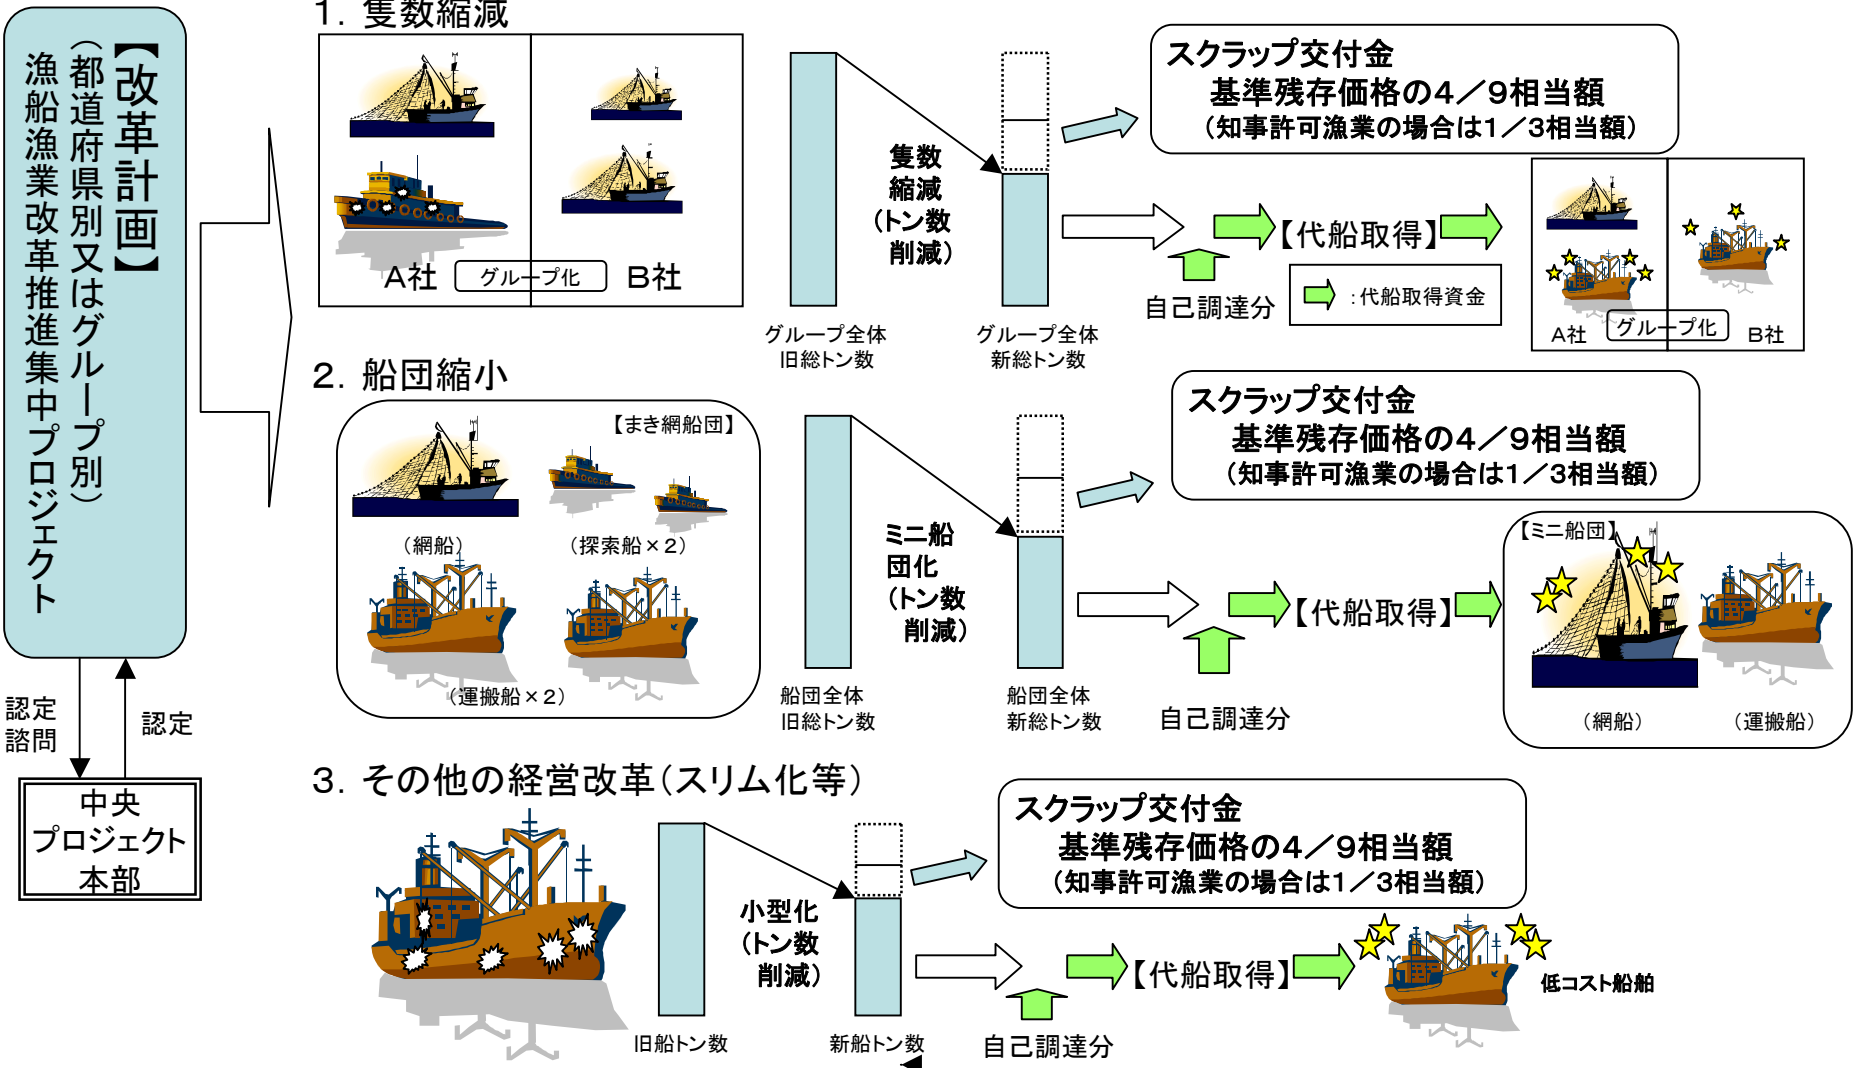 【改革計画】
（都道府県別又はグループ別）
漁船漁業改革推進集中プロジェクト
認定
諮問
認定
中央
プロジェクト
本部
１．隻数縮減
A社
グループ化
B社
隻数
縮減
（トン数
削減）
グループ全体
旧総トン数
グループ全体
新総トン数
スクラップ交付金
基準残存価格の４／９相当額
（知事許可漁業の場合は１／３相当額）
【代船取得】
自己調達分
：代船取得資金
A社
グループ化
B社
２．船団縮小
【まき網船団】
（網船）
（探索船×２）
（運搬船×２）
ミニ船
団化
（トン数
削減）
船団全体
旧総トン数
船団全体
新総トン数
スクラップ交付金
基準残存価格の４／９相当額
（知事許可漁業の場合は１／３相当額）
【代船取得】
自己調達分
【ミニ船団】
（網船）
（運搬船）
３．その他の経営改革（スリム化等）
小型化
（トン数
削減）
旧船トン数
新船トン数
スクラップ交付金
基準残存価格の４／９相当額
（知事許可漁業の場合は１／３相当額）
【代船取得】
自己調達分
低コスト船舶